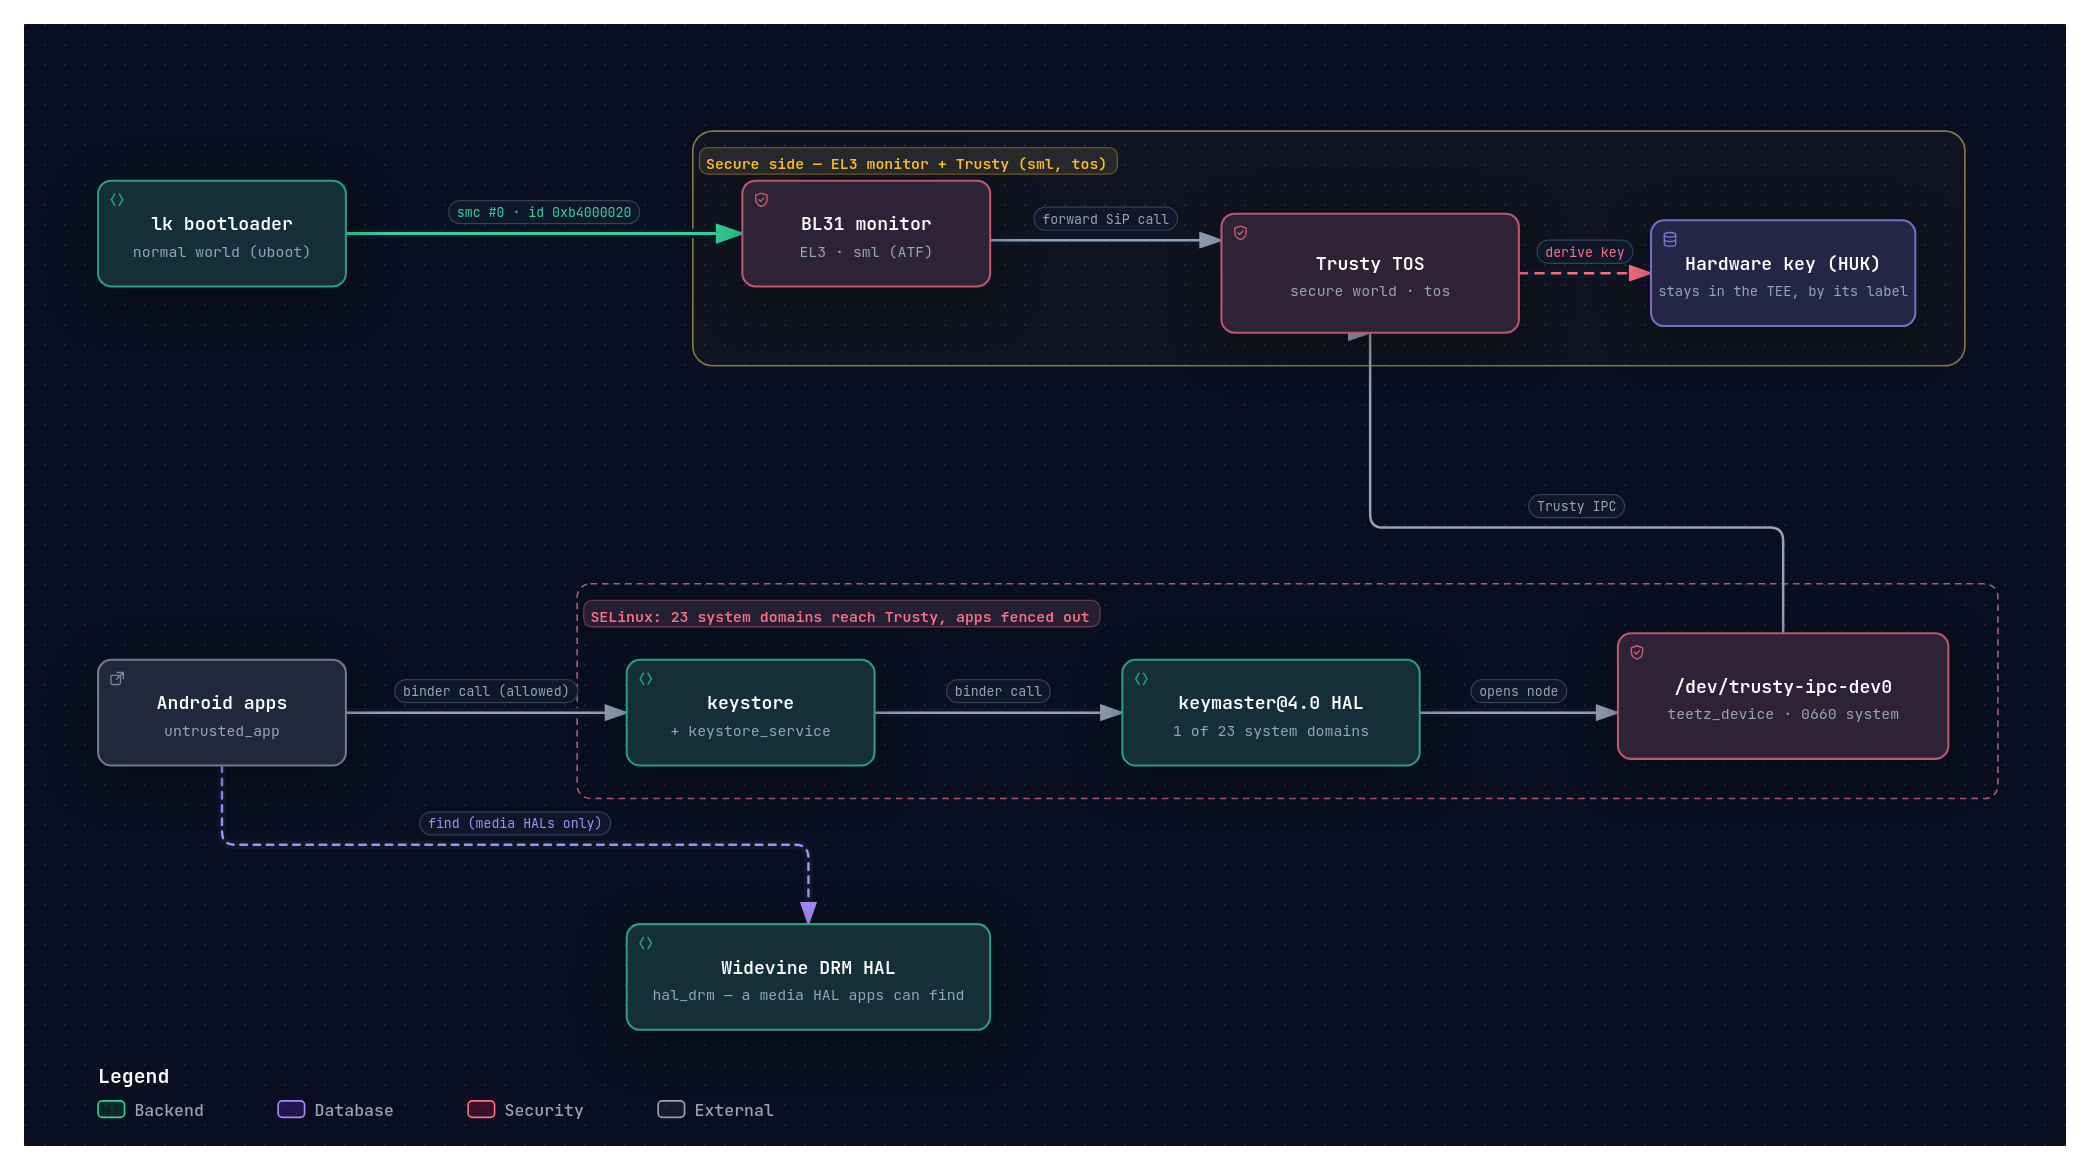 Secure side — EL3 monitor + Trusty (sml, tos)
lk bootloader
normal world (uboot)
smc #0 · id 0xb4000020
BL31 monitor
EL3 · sml (ATF)
forward SiP call
Trusty TOS
secure world · tos
derive key
Hardware key (HUK)
stays in the TEE, by its label
Trusty IPC
SELinux: 23 system domains reach Trusty, apps fenced out
Android apps
untrusted_app
binder call (allowed)
keystore
+ keystore_service
binder call
keymaster@4.0 HAL
1 of 23 system domains
opens node
/dev/trusty-ipc-dev0
teetz_device · 0660 system
find (media HALs only)
Widevine DRM HAL
hal_drm — a media HAL apps can find
Legend
Backend
Database
Security
External